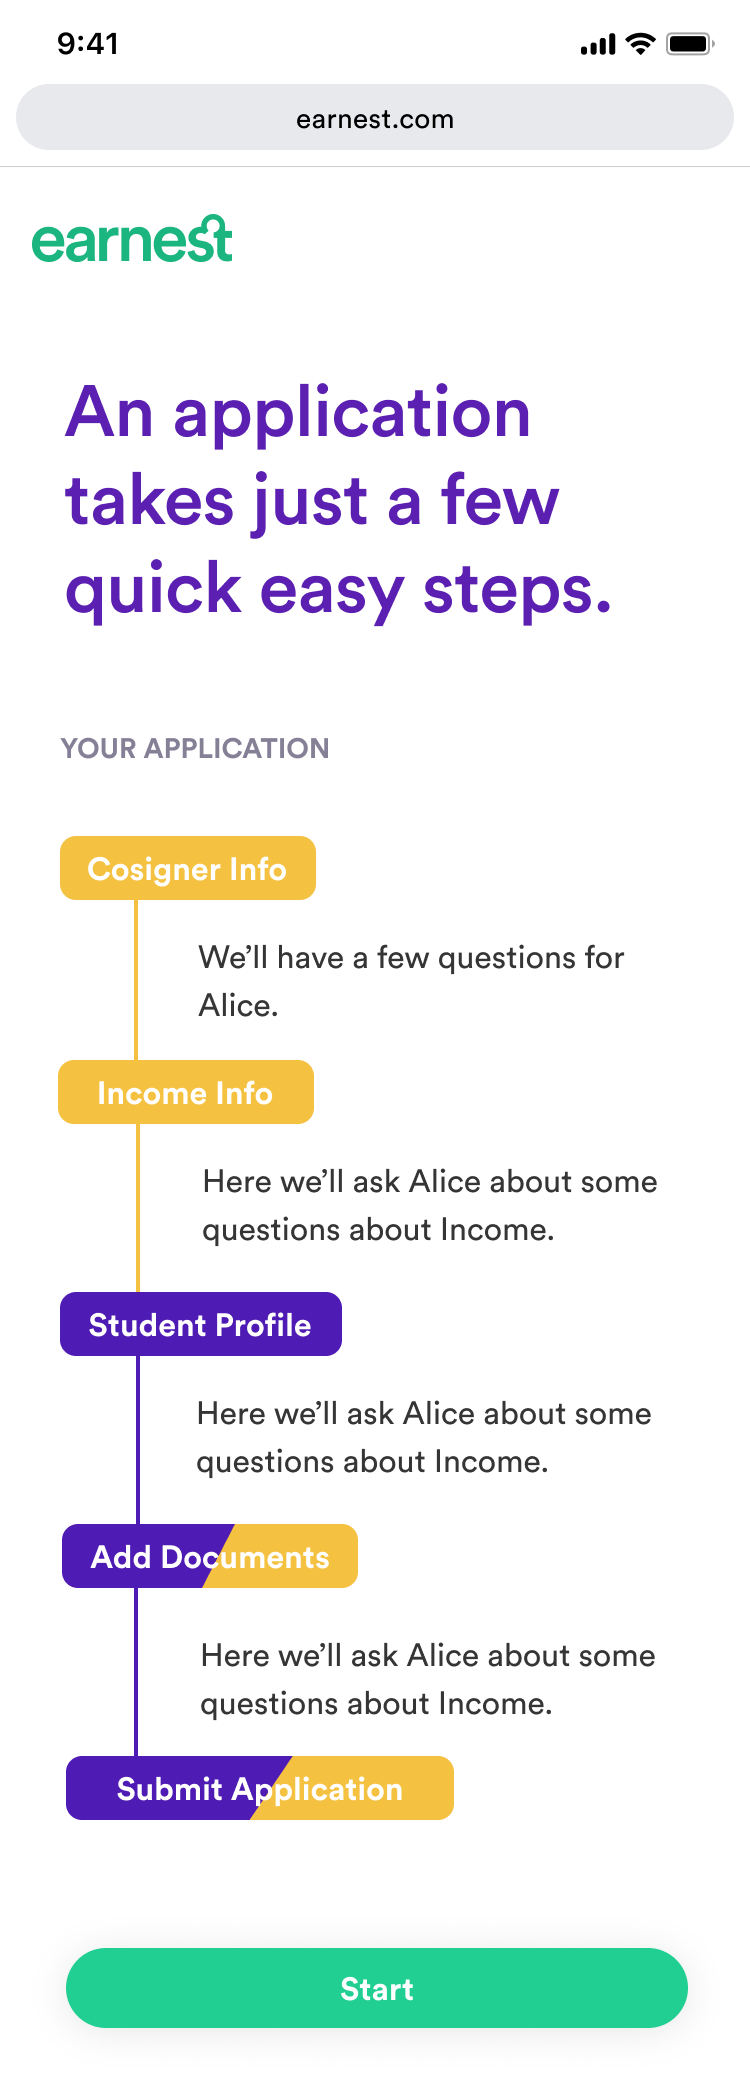 9:41
earnest.com
earnest
An application
takes just a few
quick easy steps.
YOUR APPLICATION
Cosigner Info
We’ll have a few questions for
Alice.
Income Info
Here we’ll ask Alice about some
questions about Income.
Student Profile
Here we’ll ask Alice about some
questions about Income.
Add Documents
Here we’ll ask Alice about some
questions about Income.
Submit Application
Start